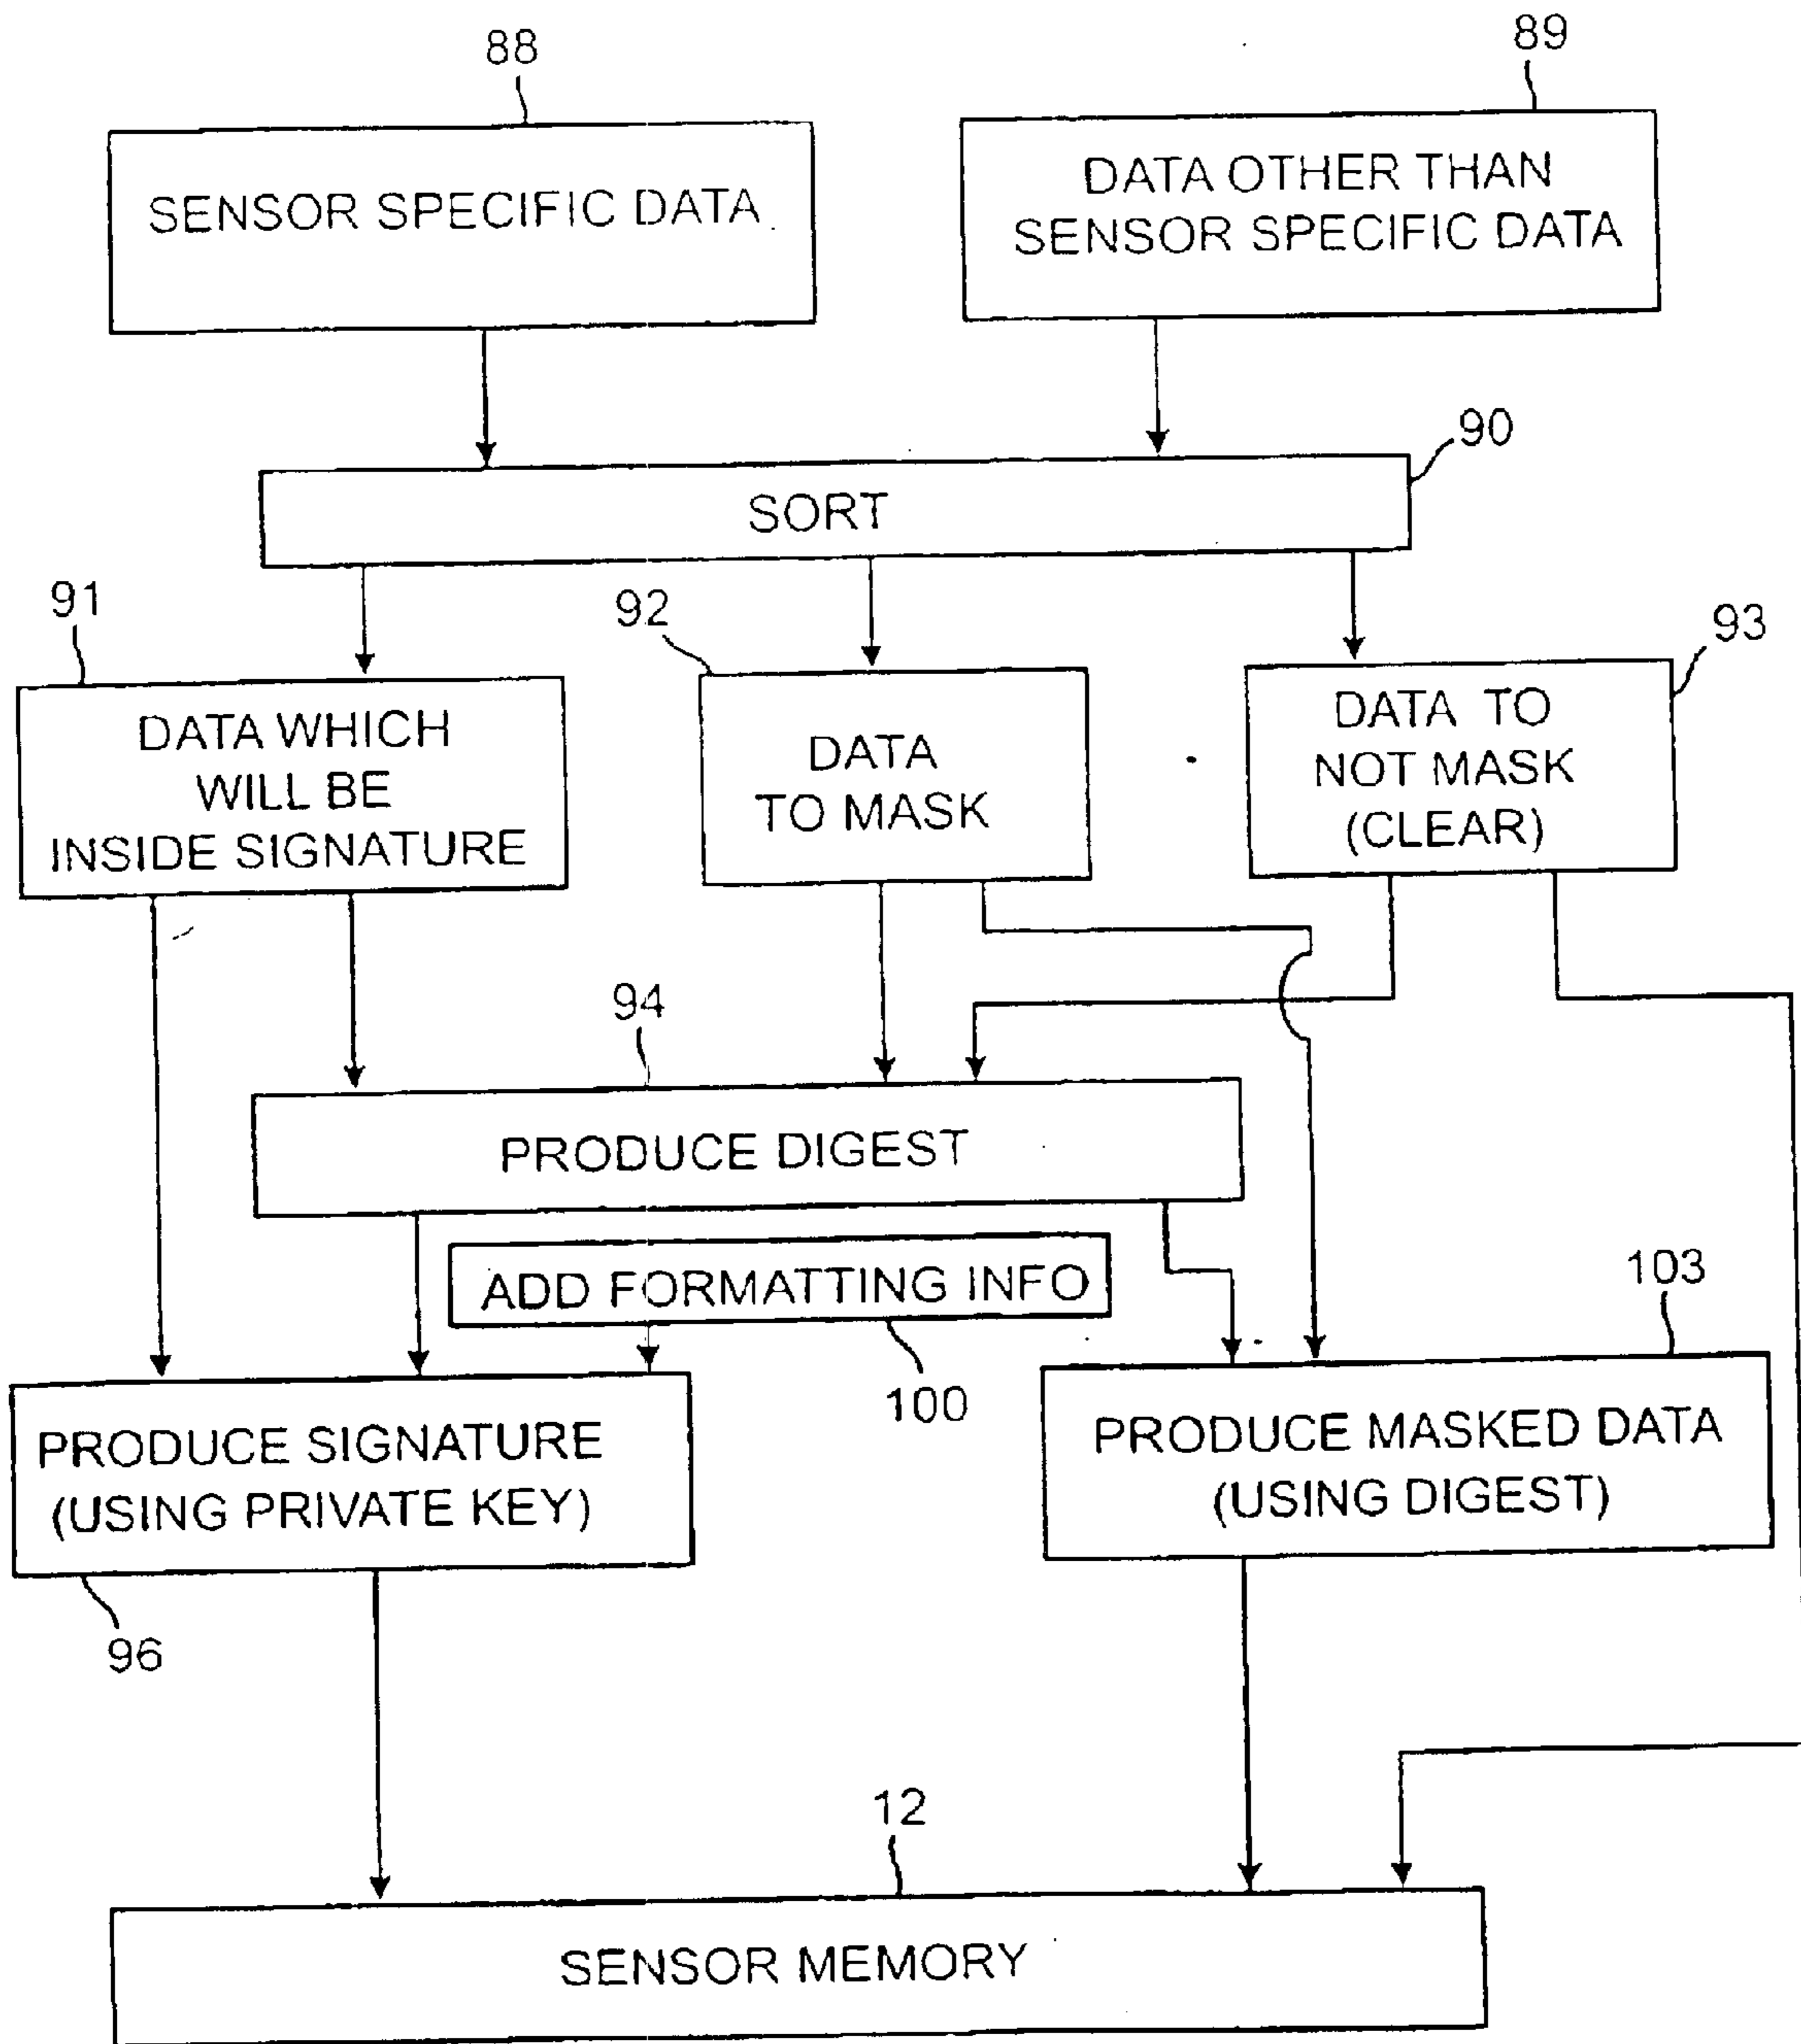 88
89
SENSOR SPECIFIC DATA
DATA OTHER THAN
SENSOR SPECIFIC DATA
90
SORT
91
92
93
DATA WHICH
WILL BE
INSIDE SIGNATURE
DATA
TO MASK
DATA TO
NOT MASK
(CLEAR)
94
PRODUCE DIGEST
ADD FORMATTING INFO
100
103
PRODUCE SIGNATURE
(USING PRIVATE KEY)
PRODUCE MASKED DATA
(USING DIGEST)
96
12
SENSOR MEMORY